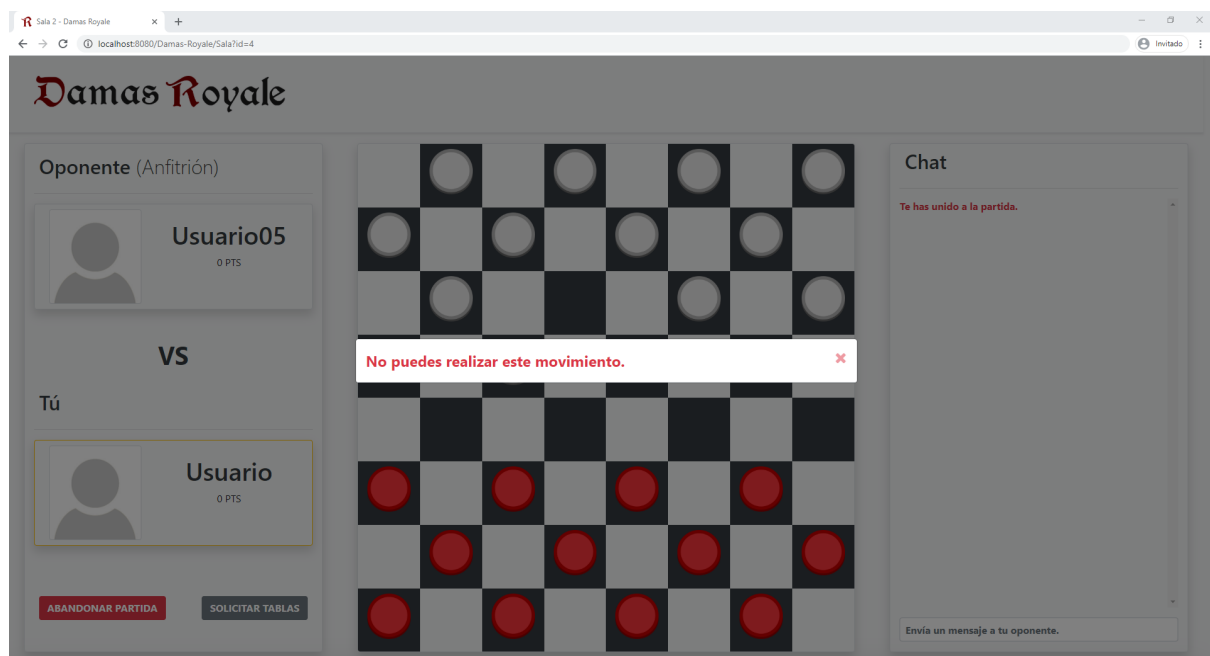 Sala 2 - Damas Royale
localhost:8080/Damas-Royale/Sala?id=4
Invitado
Damas Royale
Oponente (Anfitrión)
Usuario05
0 PTS
VS
Tú
Usuario
0 PTS
ABANDONAR PARTIDA
SOLICITAR TABLAS
No puedes realizar este movimiento.
Chat
Te has unido a la partida.
Envía un mensaje a tu oponente.